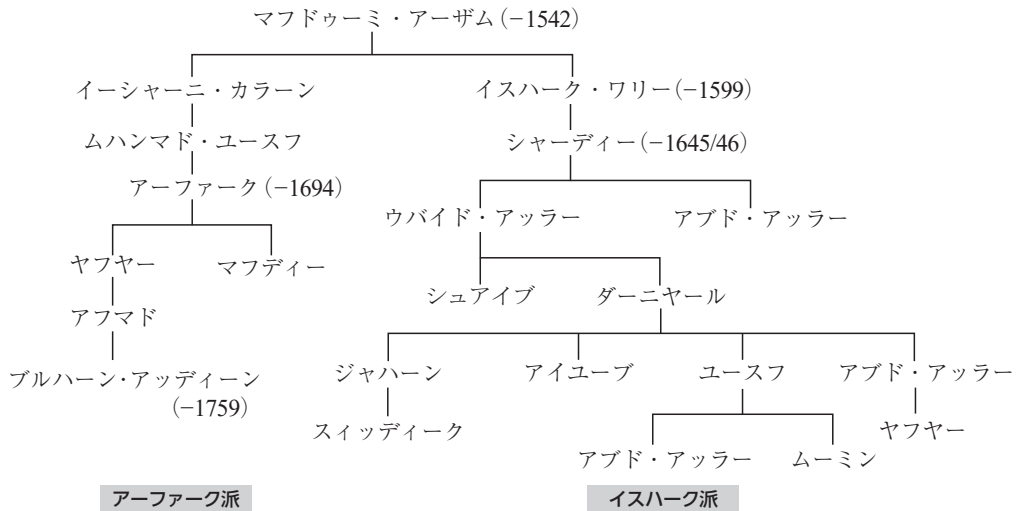 マフドゥーミ・アーザム(−1542)
イーシャーニ・カラーン
イスハーク・ワリー(−1599)
ムハンマド・ユースフ
シャーディー(−1645/46)
アーファーク(−1694)
ウバイド・アッラー
アブド・アッラー
ヤフヤー
マフディー
シュアイブ
ダーニヤール
アフマド
ブルハーン・アッディーン
(−1759)
ジャハーン
アイユーブ
ユースフ
アブド・アッラー
スィッディーク
ヤフヤー
アブド・アッラー
ムーミン
アーファーク派
イスハーク派